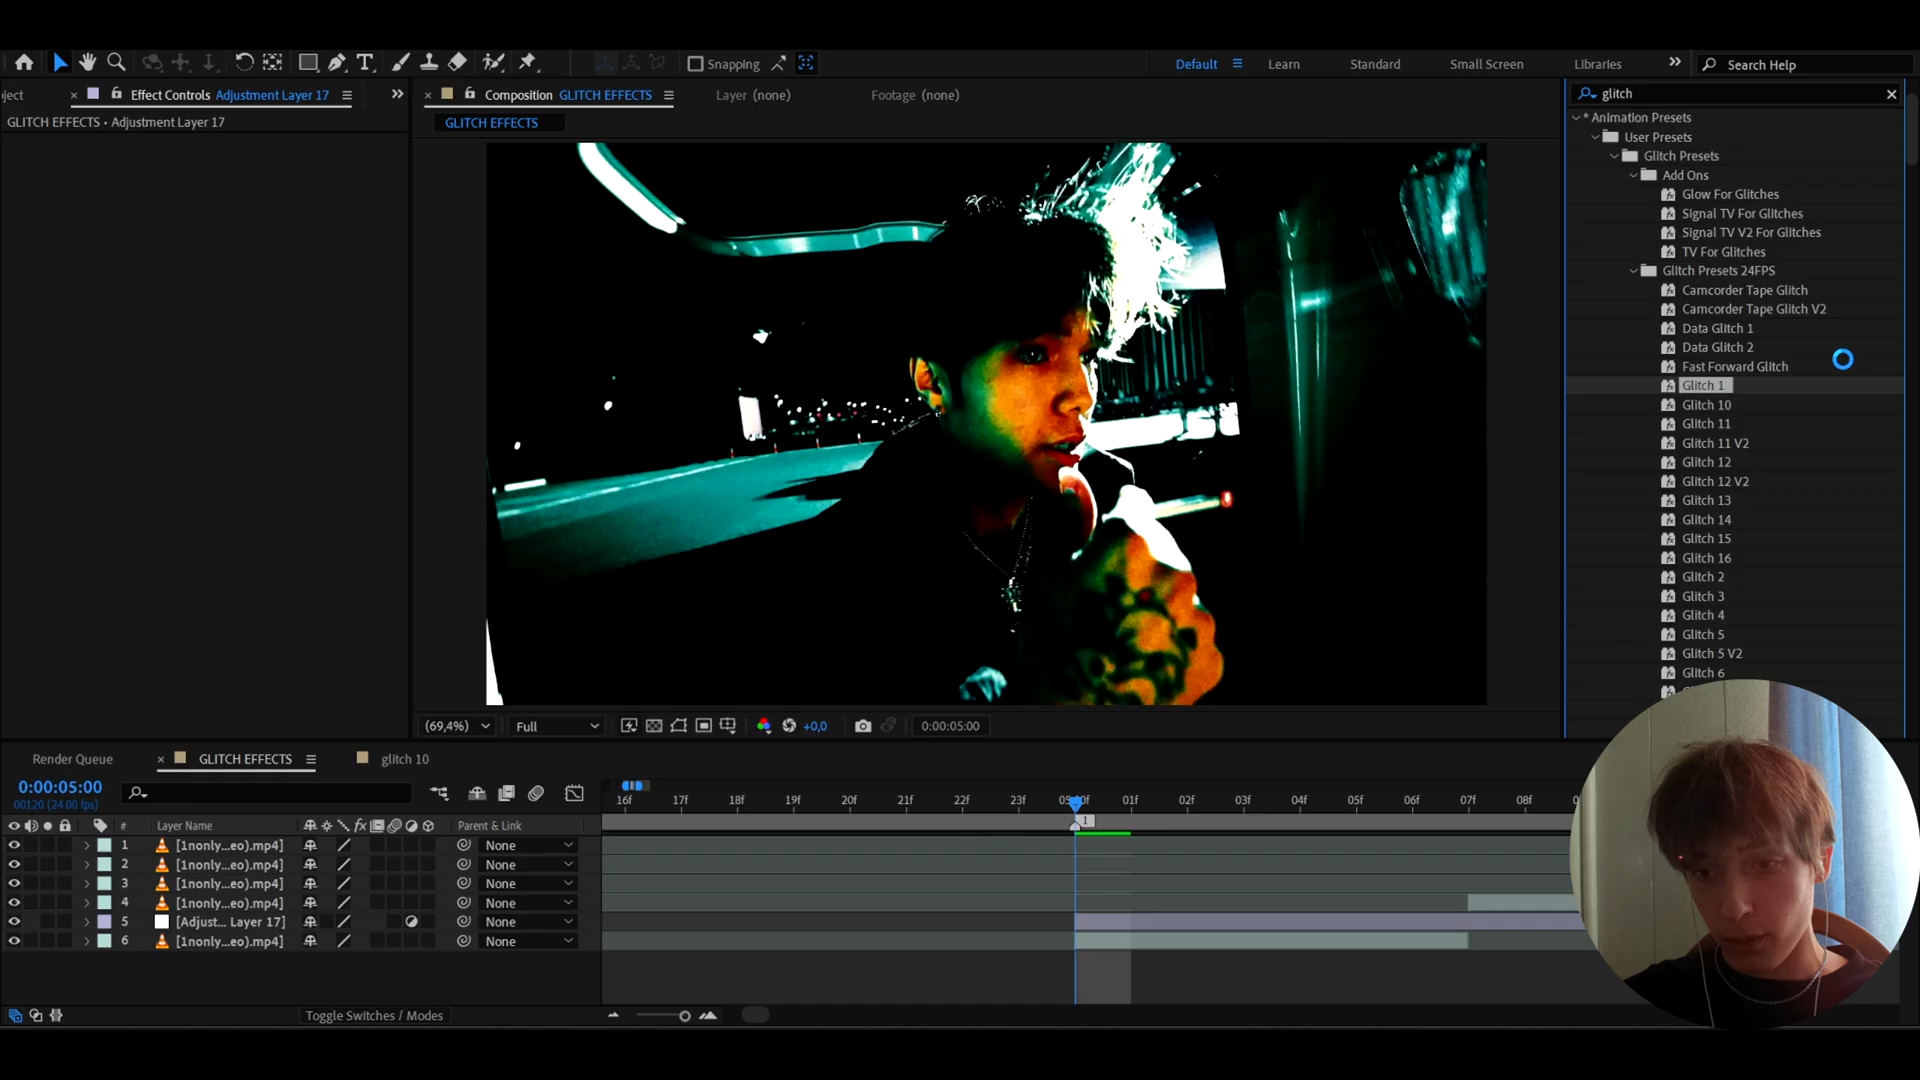 Snapping
Default
Learn
Standard
Small Screen
Libraries
Search Help
ject
Effect Controls Adjustment Layer 17
Composition GLITCH EFFECTS
Layer (none)
Footage (none)
glitch
GLITCH EFFECTS • Adjustment Layer 17
GLITCH EFFECTS
* Animation Presets
User Presets
Glitch Presets
Add Ons
Glow For Glitches
Signal TV For Glitches
Signal TV V2 For Glitches
TV For Glitches
Glitch Presets 24FPS
Camcorder Tape Glitch
Camcorder Tape Glitch V2
Data Glitch 1
Data Glitch 2
Fast Forward Glitch
Glitch 1
Glitch 10
Glitch 11
Glitch 11 V2
Glitch 12
Glitch 12 V2
Glitch 13
Glitch 14
Glitch 15
Glitch 16
Glitch 2
Glitch 3
Glitch 4
Glitch 5
Glitch 5 V2
Glitch 6
(69,4%)
Full
+0,0
0:00:05:00
Render Queue
GLITCH EFFECTS
glitch 10
0:00:05:00
00120 (24.00 fps)
16f 17f 18f 19f 20f 21f 22f 23f 01f 02f 03f 04f 05f 06f 07f 08f
1
# Layer Name
Parent & Link
1 [1nonly...eo).mp4] None
2 [1nonly...eo).mp4] None
3 [1nonly...eo).mp4] None
4 [1nonly...eo).mp4] None
5 [Adjust... Layer 17] None
6 [1nonly...eo).mp4] None
Toggle Switches / Modes